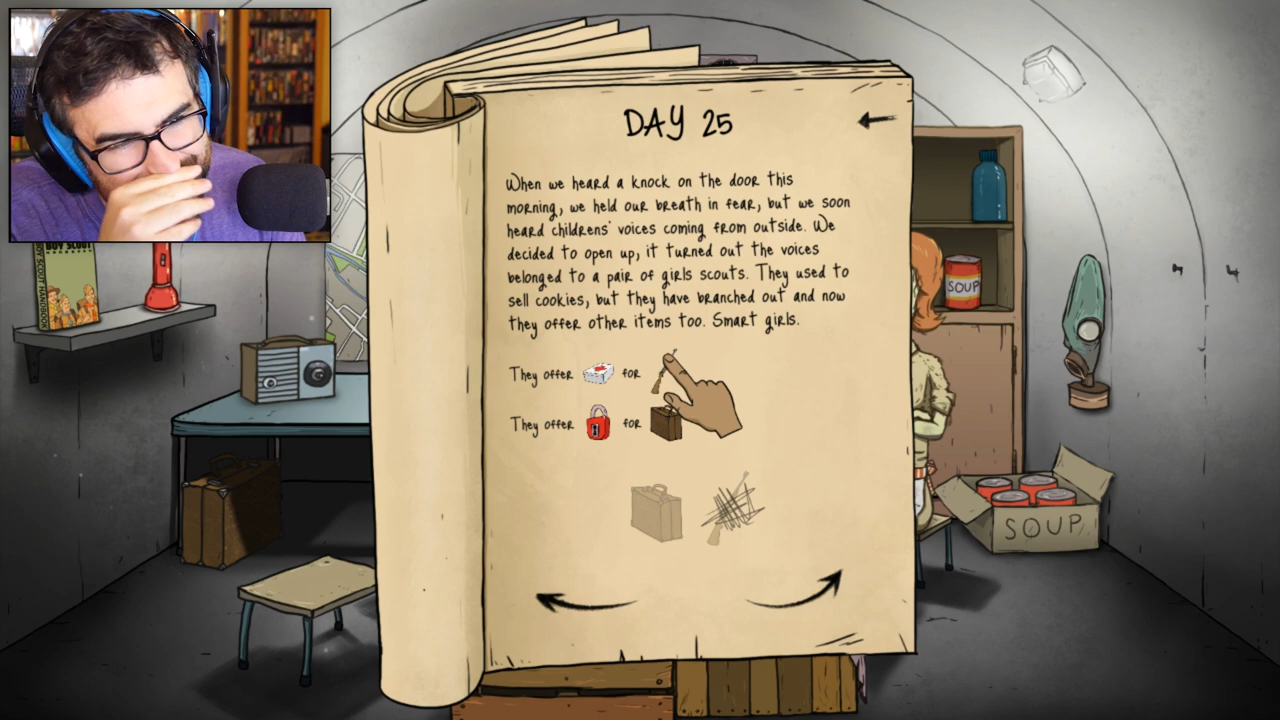 DAY 25
When we heard a knock on the door this
morning, we held our breath in fear, but we soon
heard childrens' voices coming from outside. We
decided to open up, it turned out the voices
belonged to a pair of girls scouts. They used to
sell cookies, but they have branched out and now
they offer other items too. Smart girls.
They offer for
They offer for
BOY SCOUT
BOY SCOUT HANDBOOK
SOUP
SOUP